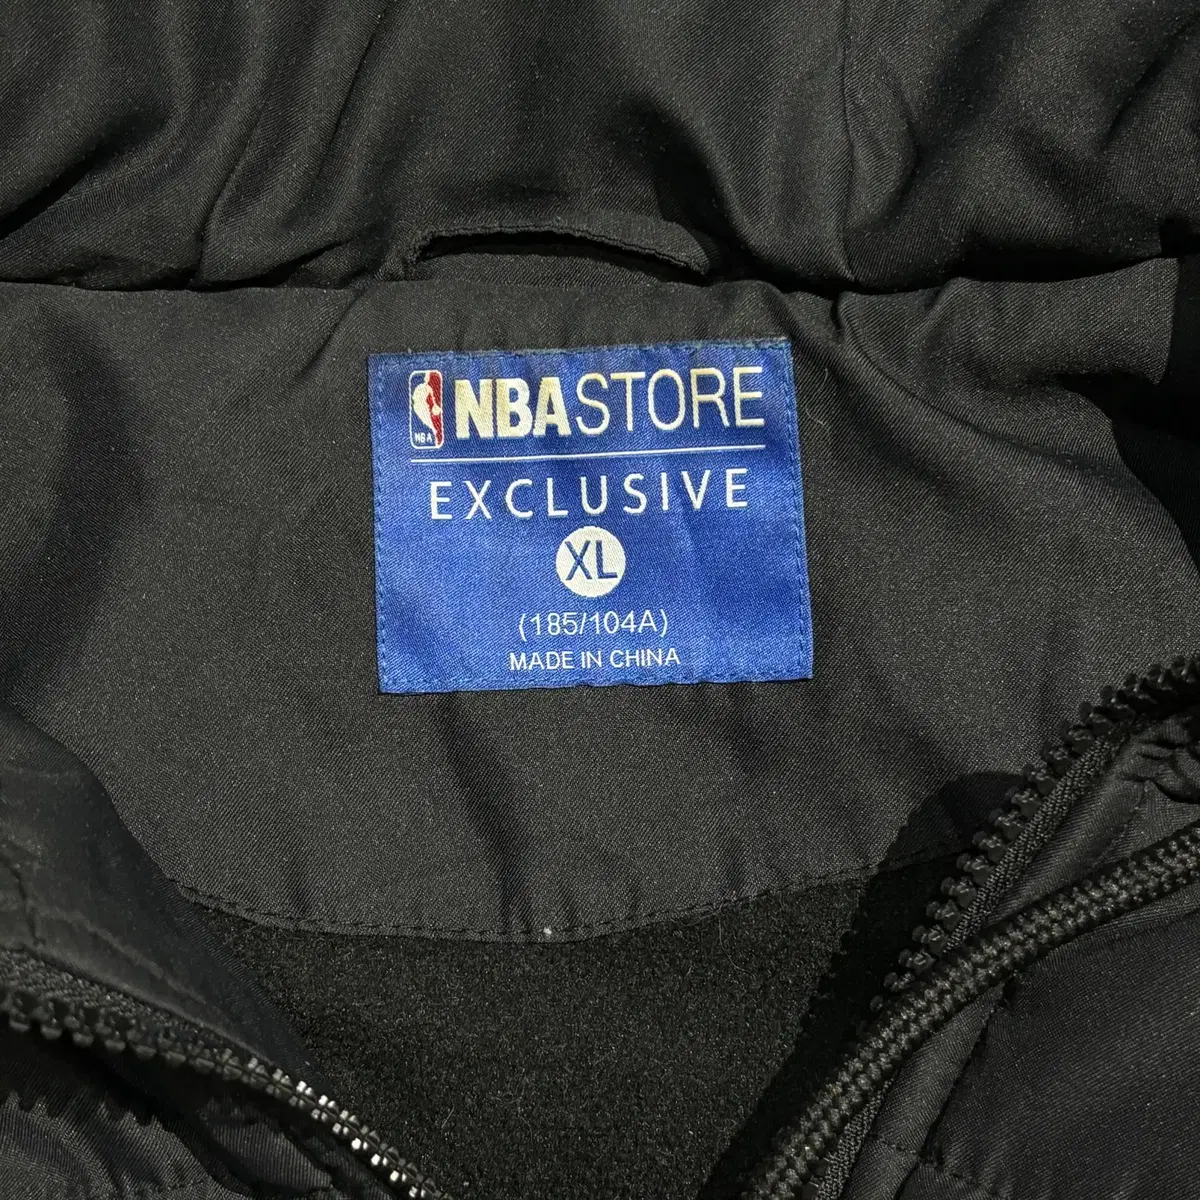 NBA NBASTORE
EXCLUSIVE
XL
(185/104A)
MADE IN CHINA